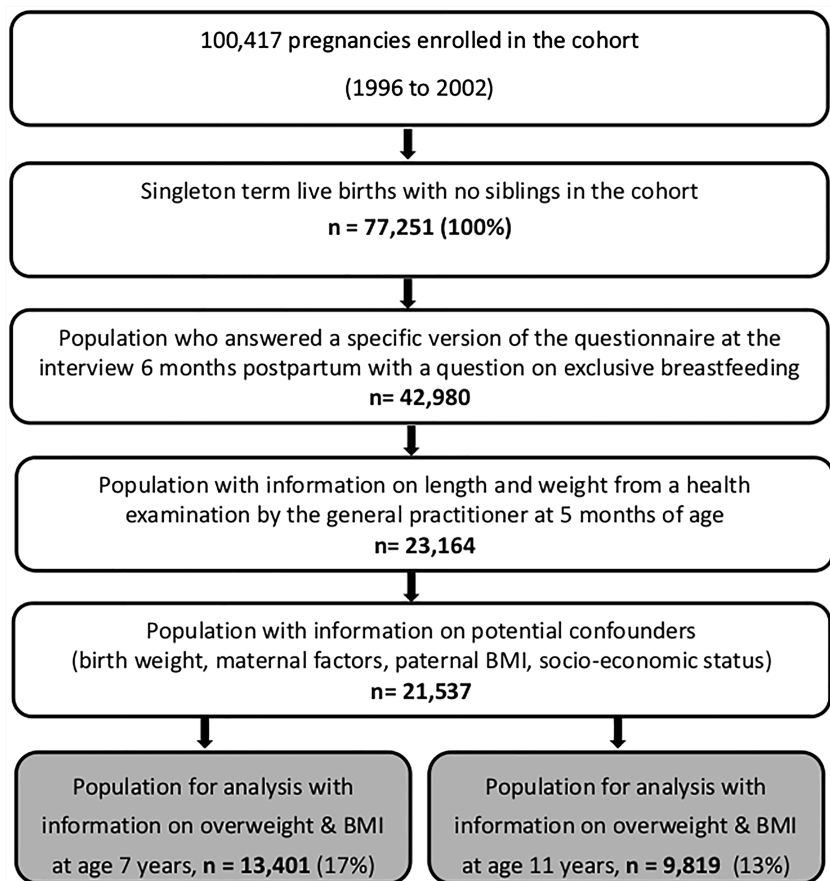 100,417 pregnancies enrolled in the cohort
(1996 to 2002)
Singleton term live births with no siblings in the cohort
n = 77,251 (100%)
Population who answered a specific version of the questionnaire at the
interview 6 months postpartum with a question on exclusive breastfeeding
n= 42,980
Population with information on length and weight from a health
examination by the general practitioner at 5 months of age
n= 23,164
Population with information on potential confounders
(birth weight, maternal factors, paternal BMI, socio-economic status)
n= 21,537
Population for analysis with
information on overweight & BMI
at age 7 years, n = 13,401 (17%)
Population for analysis with
information on overweight & BMI
at age 11 years, n = 9,819 (13%)